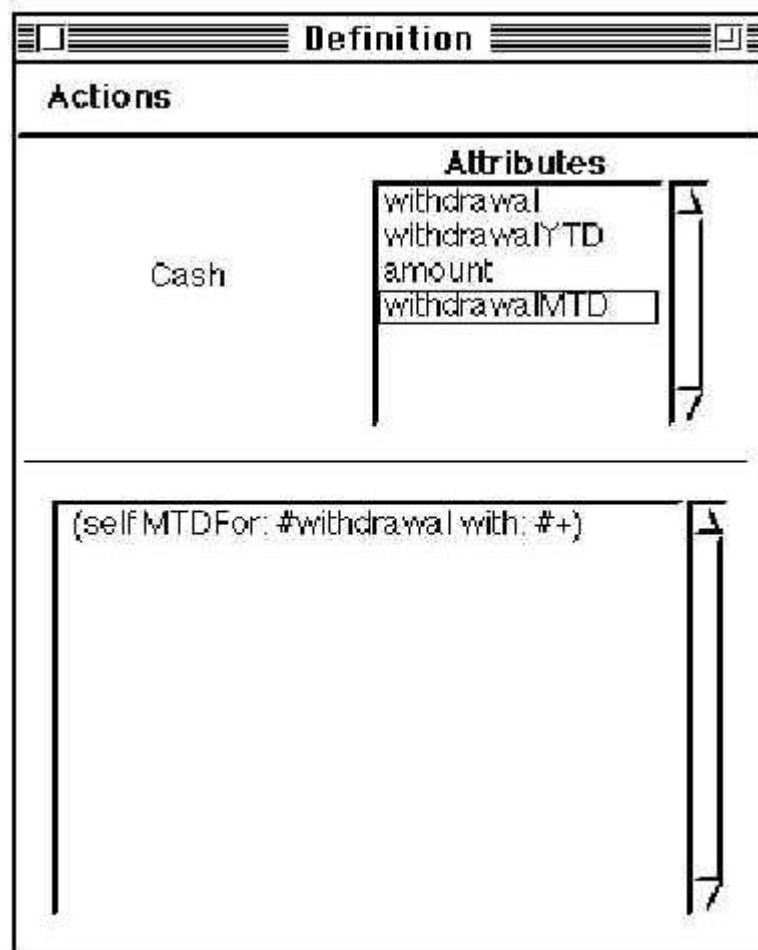 Definition
Actions
Attributes
withdrawal
withdrawalYTD
Cash
amount
withdrawalMTD
(self MTDFor: #withdrawal with: #+)